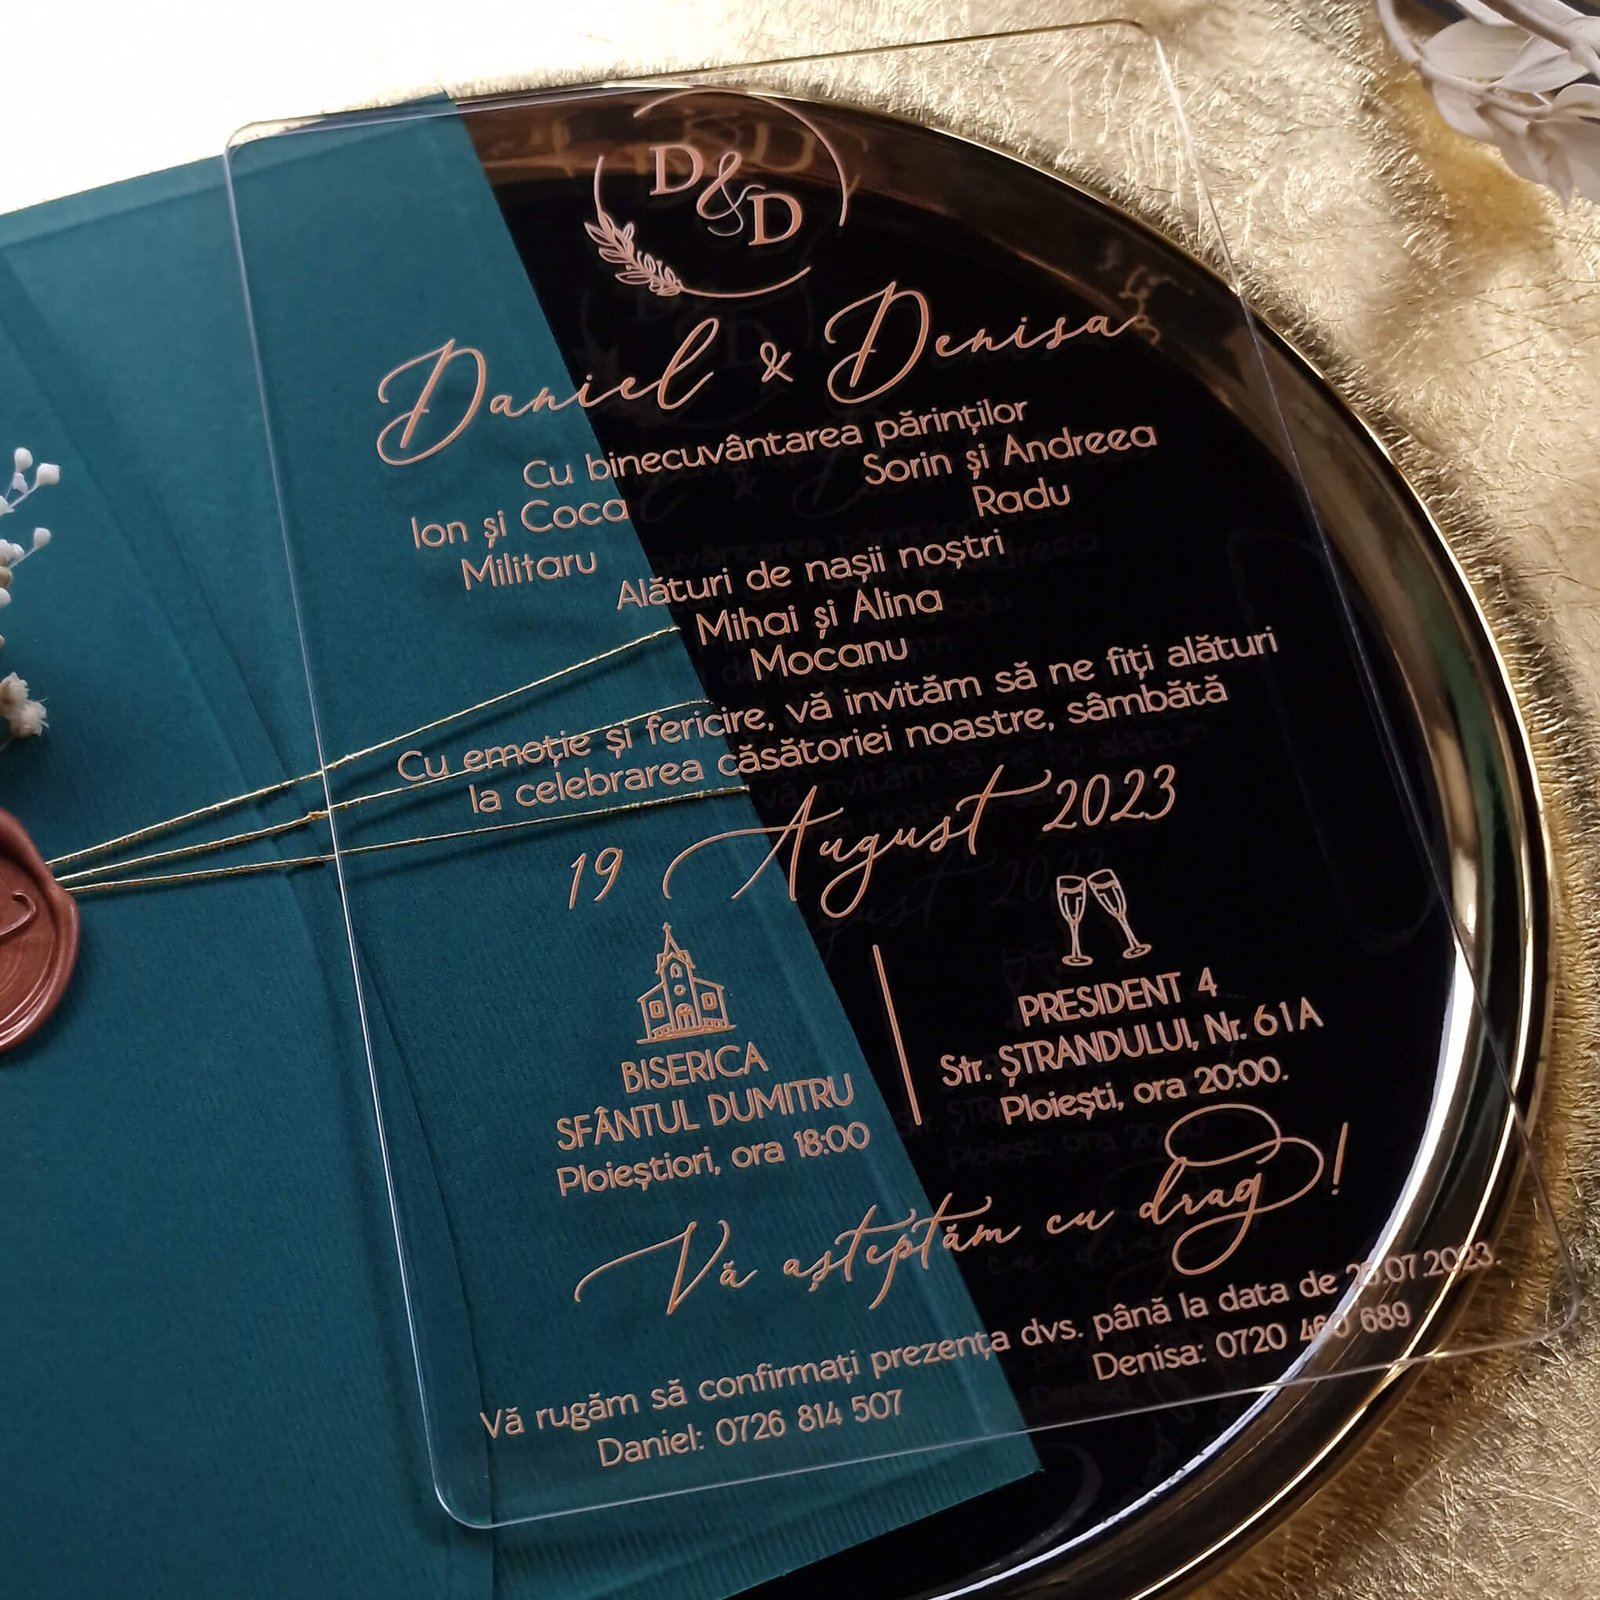 D&D
Daniel & Denisa
Cu binecuvântarea părinților
Ion și Coca
Militaru
Sorin și Andreea
Radu
Alături de nașii noștri
Mihai și Alina
Mocanu
Cu emoție și fericire, vă invităm să ne fiți alături
la celebrarea căsătoriei noastre, sâmbătă
19 August 2023
BISERICA
SFÂNTUL DUMITRU
Ploieștiori, ora 18:00
PRESIDENT 4
Str. ȘTRANDULUI, Nr. 61A
Ploiești, ora 20:00.
Vă așteptăm cu drag!
Vă rugăm să confirmați prezența dvs. până la data de
Daniel: 0726 814 507
Denisa: 0720 689